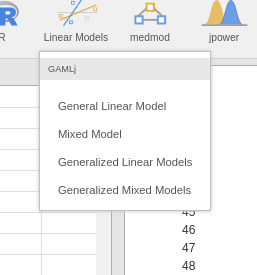 R
Linear Models
medmod
jpower
GAMLj
General Linear Model
Mixed Model
Generalized Linear Models
Generalized Mixed Models
45
46
47
48